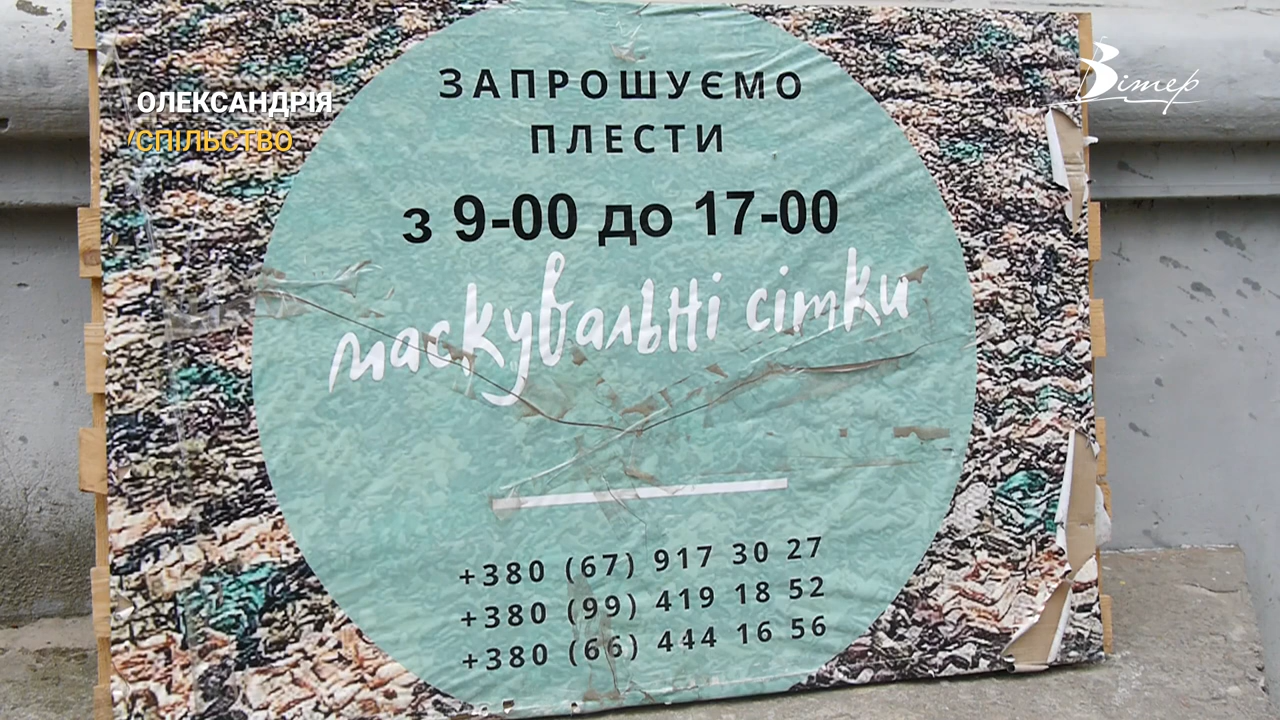 ОЛЕКСАНДРІЯ
/СПІЛЬСТВО
Вітер
ЗАПРОШУЄМО
ПЛЕСТИ
з 9-00 до 17-00
маскувальні сітки
+380 (67) 917 30 27
+380 (99) 419 18 52
+380 (66) 444 16 56